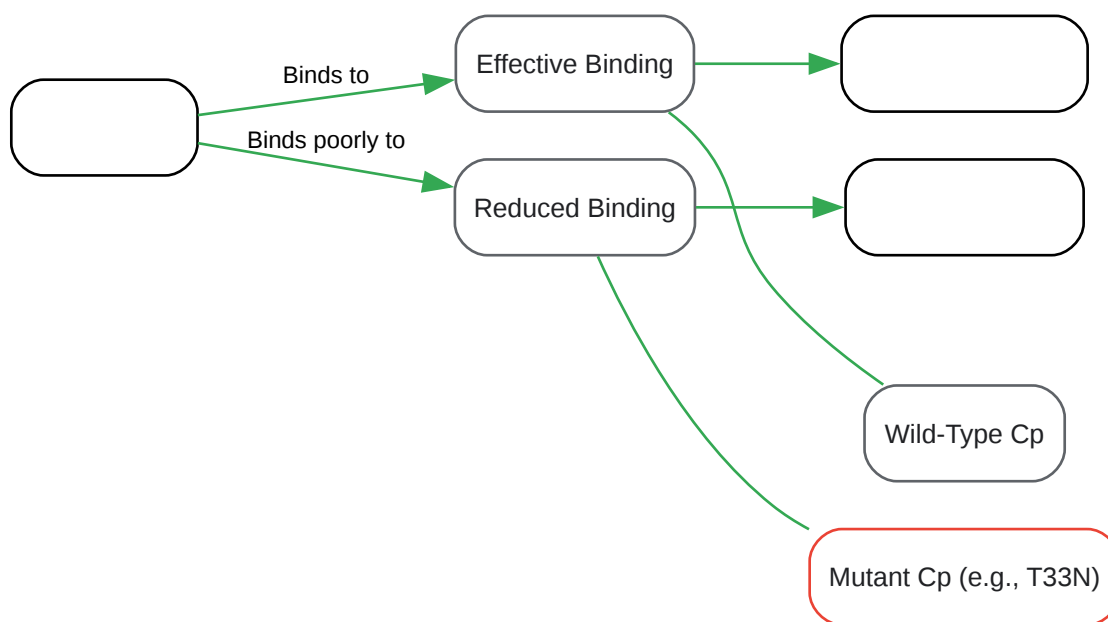 Binds to
Effective Binding
Binds poorly to
Reduced Binding
Wild-Type Cp
Mutant Cp (e.g., T33N)